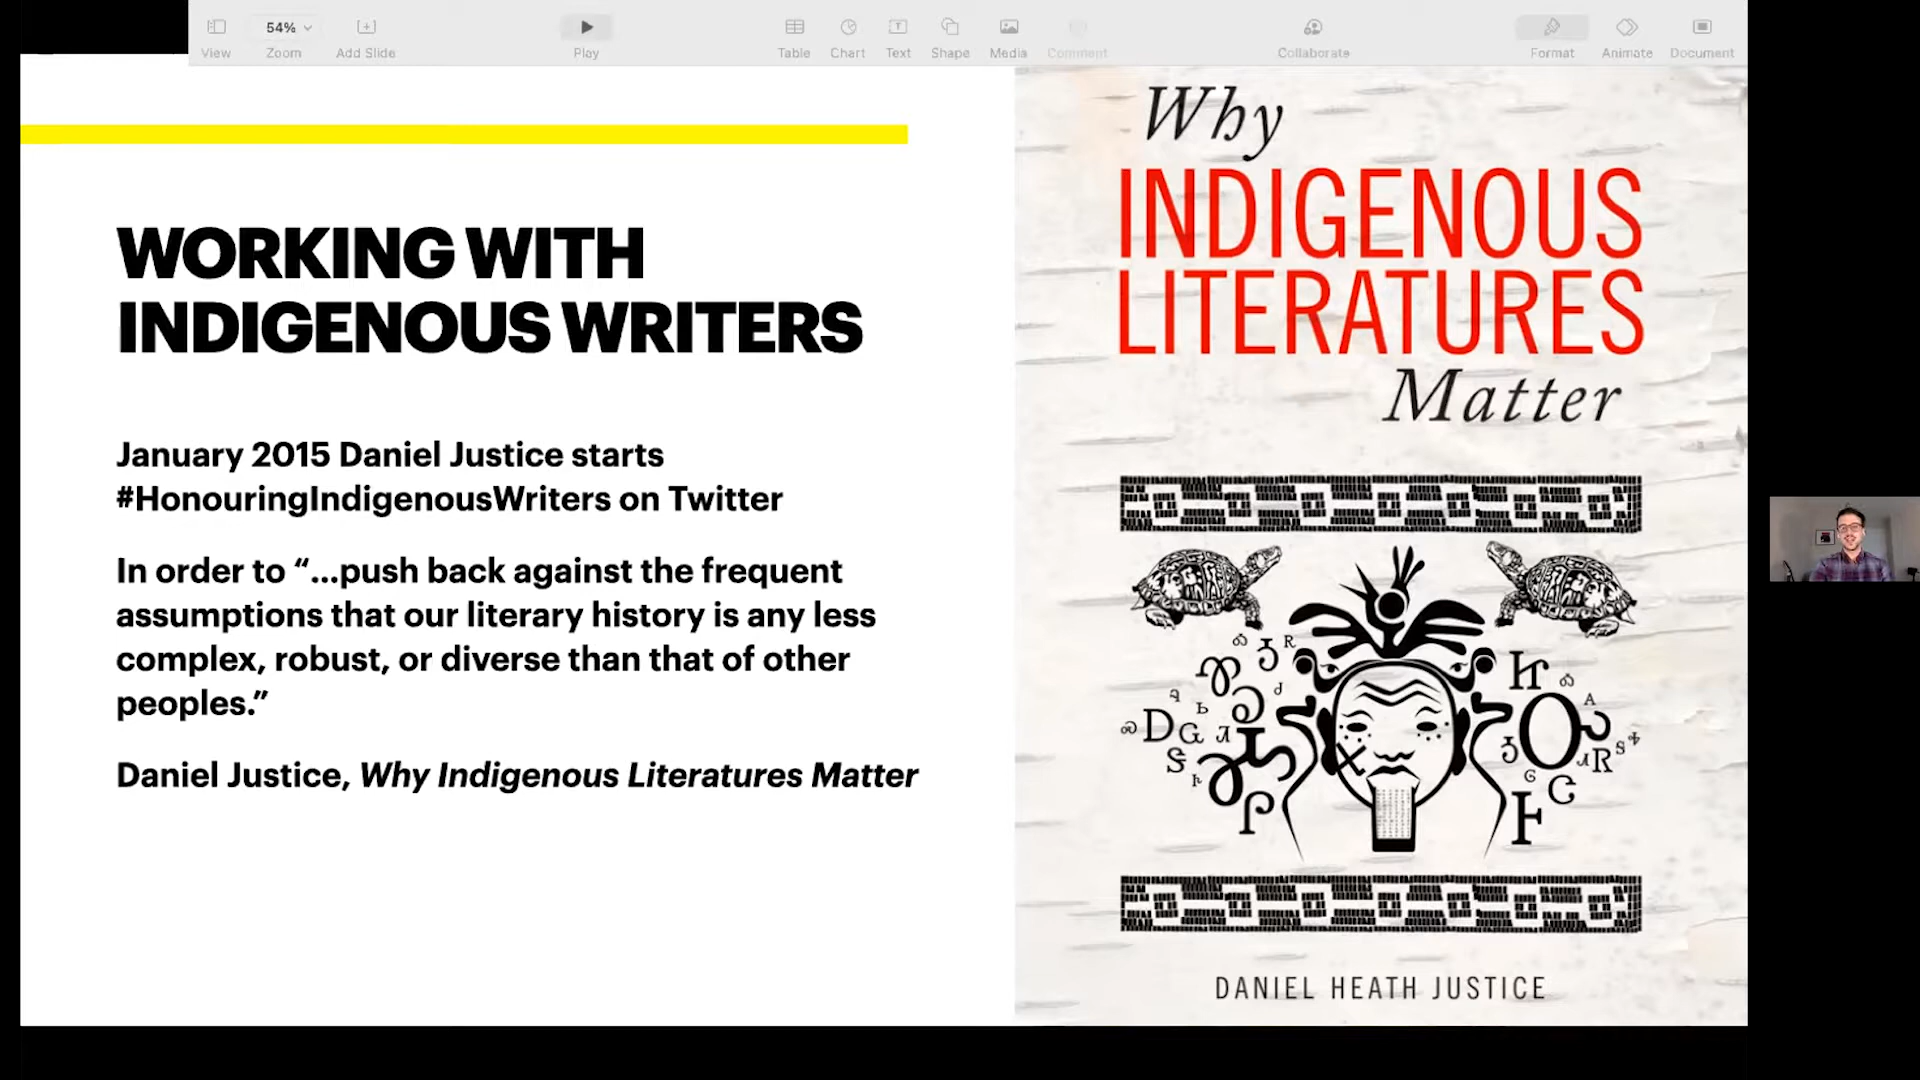 54%
View
Zoom
Add Slide
Play
Table
Chart
Text
Shape
Media
Comment
Collaborate
Format
Animate
Document
WORKING WITH
INDIGENOUS WRITERS
January 2015 Daniel Justice starts
#HonouringIndigenousWriters on Twitter
In order to “...push back against the frequent
assumptions that our literary history is any less
complex, robust, or diverse than that of other
peoples.”
Daniel Justice, Why Indigenous Literatures Matter
Why
INDIGENOUS
LITERATURES
Matter
DANIEL HEATH JUSTICE